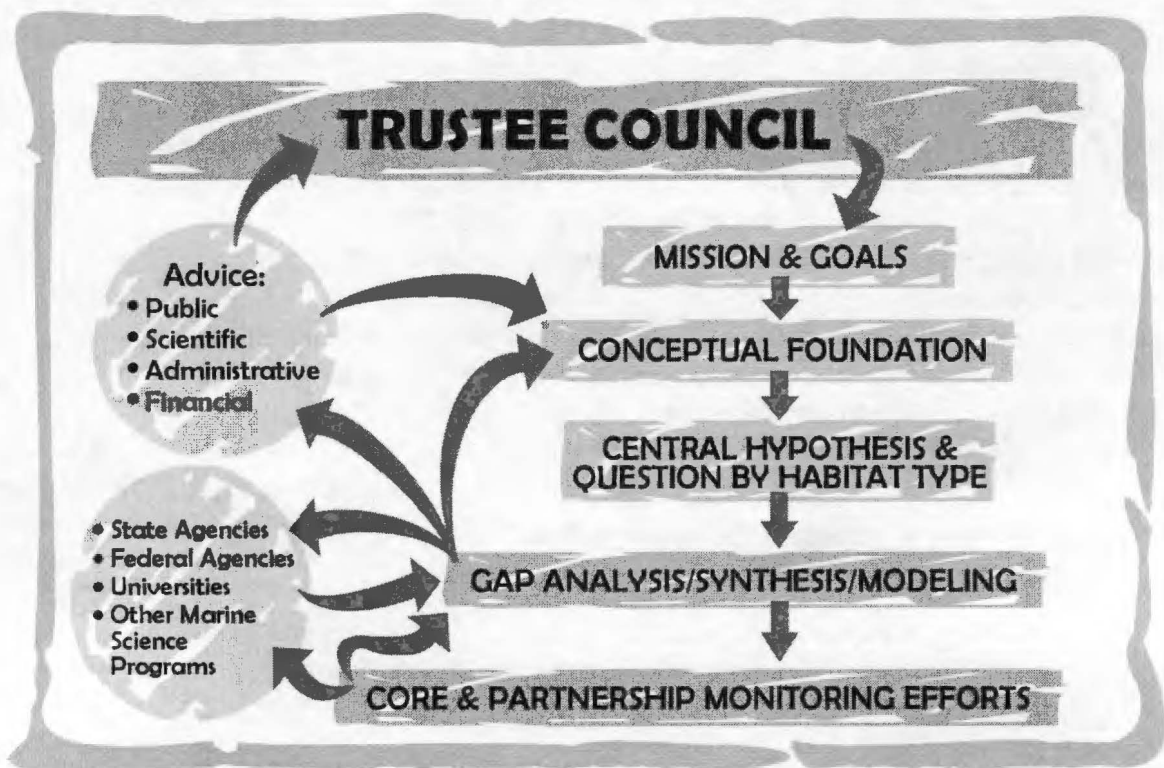 TRUSTEE COUNCIL
MISSION & GOALS
Advice:
• Public
• Scientific
• Administrative
• Financial
CONCEPTUAL FOUNDATION
CENTRAL HYPOTHESIS &
QUESTION BY HABITAT TYPE
• State Agencies
• Federal Agencies
• Universities
• Other Marine
Science
Programs
GAP ANALYSIS/SYNTHESIS/MODELING
CORE & PARTNERSHIP MONITORING EFFORTS